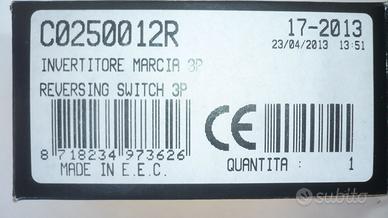 C0250012R 17-2013
23/04/2013 13:51
INVERTITORE MARCIA 3P
REVERSING SWITCH 3P
CE
8 718234 973626
QUANTITA : 1
MADE IN E.E.C.
subito